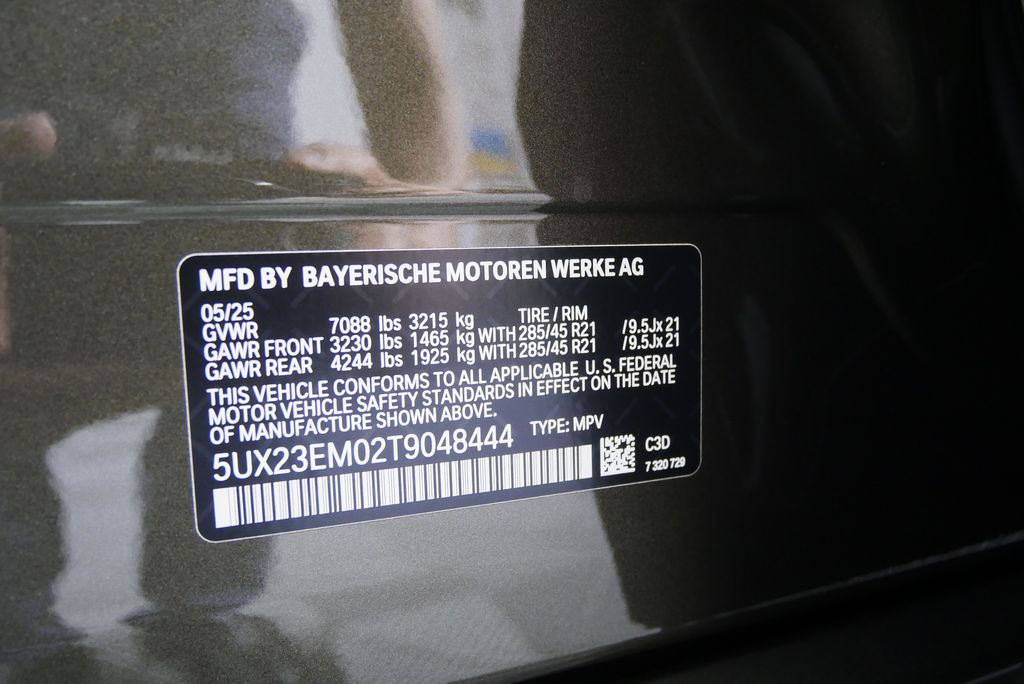 MFD BY BAYERISCHE MOTOREN WERKE AG
05/25 TIRE / RIM
GVWR 7088 lbs 3215 kg
GAWR FRONT 3230 lbs 1465 kg WITH 285/45 R21 /9.5Jx21
GAWR REAR 4244 lbs 1925 kg WITH 285/45 R21 /9.5Jx21
THIS VEHICLE CONFORMS TO ALL APPLICABLE U.S. FEDERAL
MOTOR VEHICLE SAFETY STANDARDS IN EFFECT ON THE DATE
OF MANUFACTURE SHOWN ABOVE.
5UX23EM02T9048444 TYPE: MPV
C3D
7 320 729